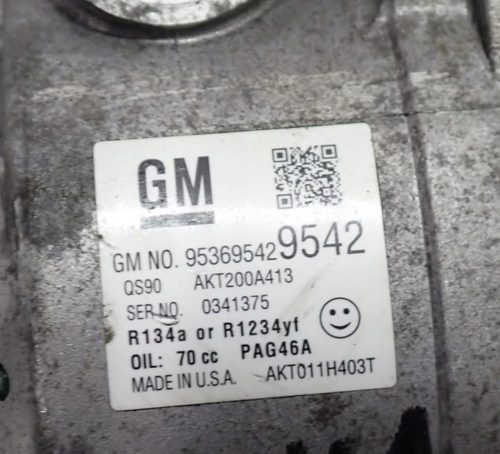 GM
GM NO. 95369542 9542
QS90 AKT200A413
SER NO. 0341375
R134a or R1234yf
OIL: 70 cc PAG46A
MADE IN U.S.A. AKT011H403T